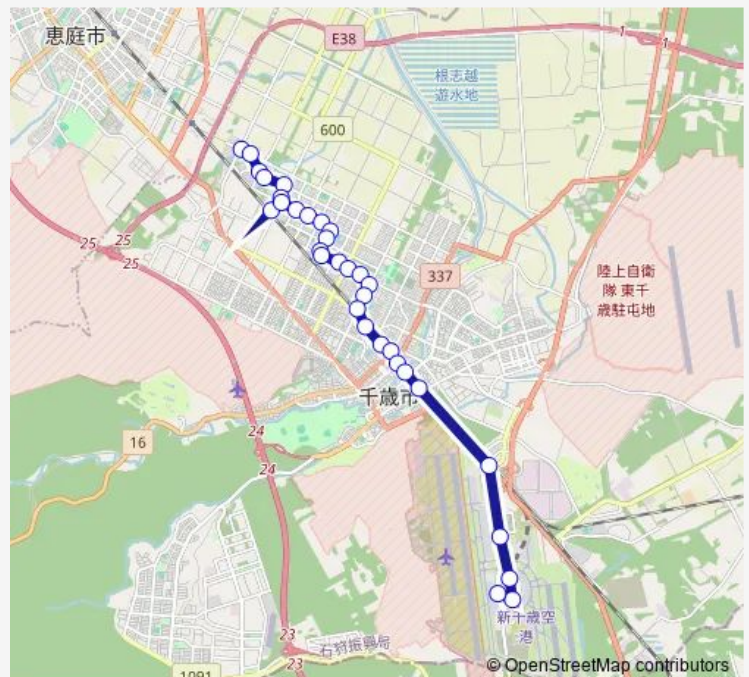 恵庭市
E38
1
1
根志越
遊水地
600
25
25
25
337
陸上自衛
隊 東千
歳駐屯地
千歳市
24
16
24
新千歳空
港
23
石狩振興局
23
1091
© OpenStreetMap contributors